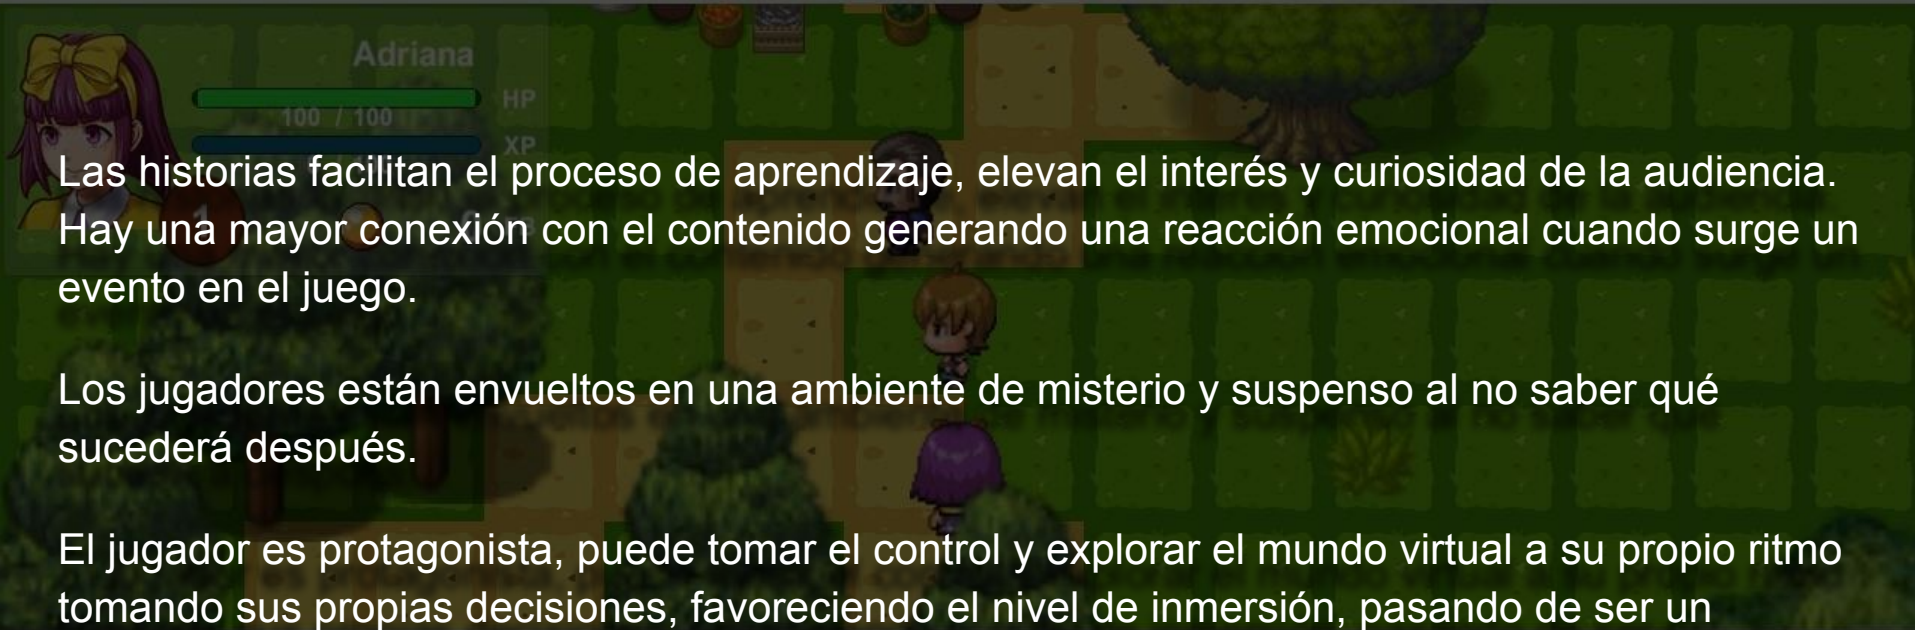 Adriana
HP
100 / 100
XP
Las historias facilitan el proceso de aprendizaje, elevan el interés y curiosidad de la audiencia.
Hay una mayor conexión con el contenido generando una reacción emocional cuando surge un
evento en el juego.
Los jugadores están envueltos en una ambiente de misterio y suspenso al no saber qué
sucederá después.
El jugador es protagonista, puede tomar el control y explorar el mundo virtual a su propio ritmo
tomando sus propias decisiones, favoreciendo el nivel de inmersión, pasando de ser un